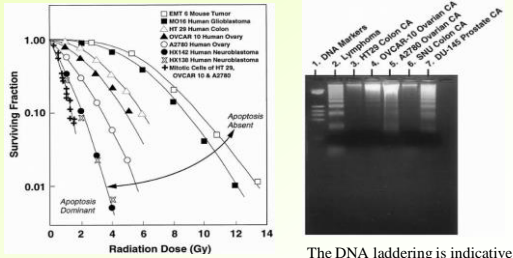 EMT 6 Mouse Tumor
MO16 Human Glioblastoma
HT 29 Human Colon
OVCAR 10 Human Ovary
A2780 Human Ovary
HX142 Human Neuroblastoma
HX138 Human Neuroblastomas
Mitotic Cells of HT 29,
OVCAR 10 & A2780
1.00
0.10
0.01
Surviving Fraction
Apoptosis
Absent
Apoptosis
Dominant
0 2 4 6 8 10 12 14
Radiation Dose (Gy)
1. DNA Markers
2. Lymphoma
3. HT29 Colon CA
4. OVCAR-10 Ovarian CA
5. A2780 Ovarian CA
6. SNU Colon CA
7. DU-145 Prostate CA
The DNA laddering is indicative